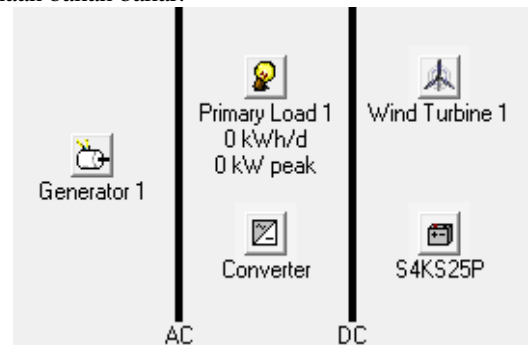 Primary Load 1
0 kWh/d
0 kW peak
Wind Turbine 1
Generator 1
Converter
S4KS25P
AC
DC